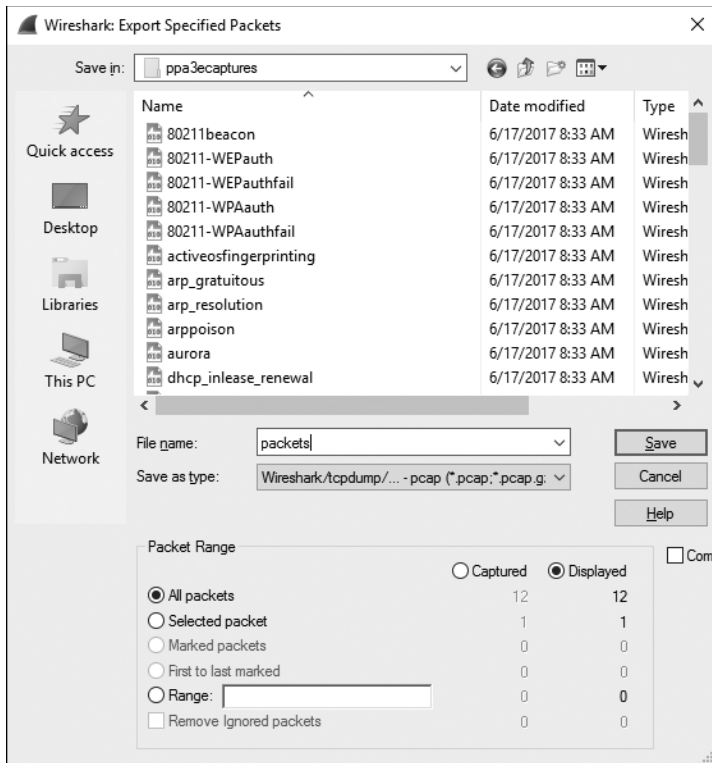 Wireshark: Export Specified Packets
Save in: ppa3ecaptures
Name Date modified Type
80211beacon 6/17/2017 8:33 AM Wiresh
80211-WEPauth 6/17/2017 8:33 AM Wiresh
80211-WEPauthfail 6/17/2017 8:33 AM Wiresh
80211-WPAauth 6/17/2017 8:33 AM Wiresh
80211-WPAauthfail 6/17/2017 8:33 AM Wiresh
activeosfingerprinting 6/17/2017 8:33 AM Wiresh
arp_gratuitous 6/17/2017 8:33 AM Wiresh
arp_resolution 6/17/2017 8:33 AM Wiresh
arppoison 6/17/2017 8:33 AM Wiresh
aurora 6/17/2017 8:33 AM Wiresh
dhcp_inlease_renewal 6/17/2017 8:33 AM Wiresh
Quick access
Desktop
Libraries
This PC
Network
File name: packets Save
Save as type: Wireshark/tcpdump/... - pcap (*.pcap;*.pcap.g: Cancel
Help
Packet Range Com
Captured Displayed
All packets 12 12
Selected packet 1 1
Marked packets 0 0
First to last marked 0 0
Range: 0 0
Remove Ignored packets 0 0